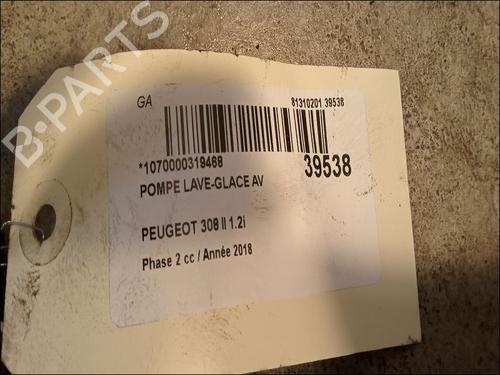 B-PARTS
GA
81310201 39538
*1070000319468
39538
POMPE LAVE-GLACE AV
PEUGEOT 308 II 1.2i
Phase 2 cc / Année 2018